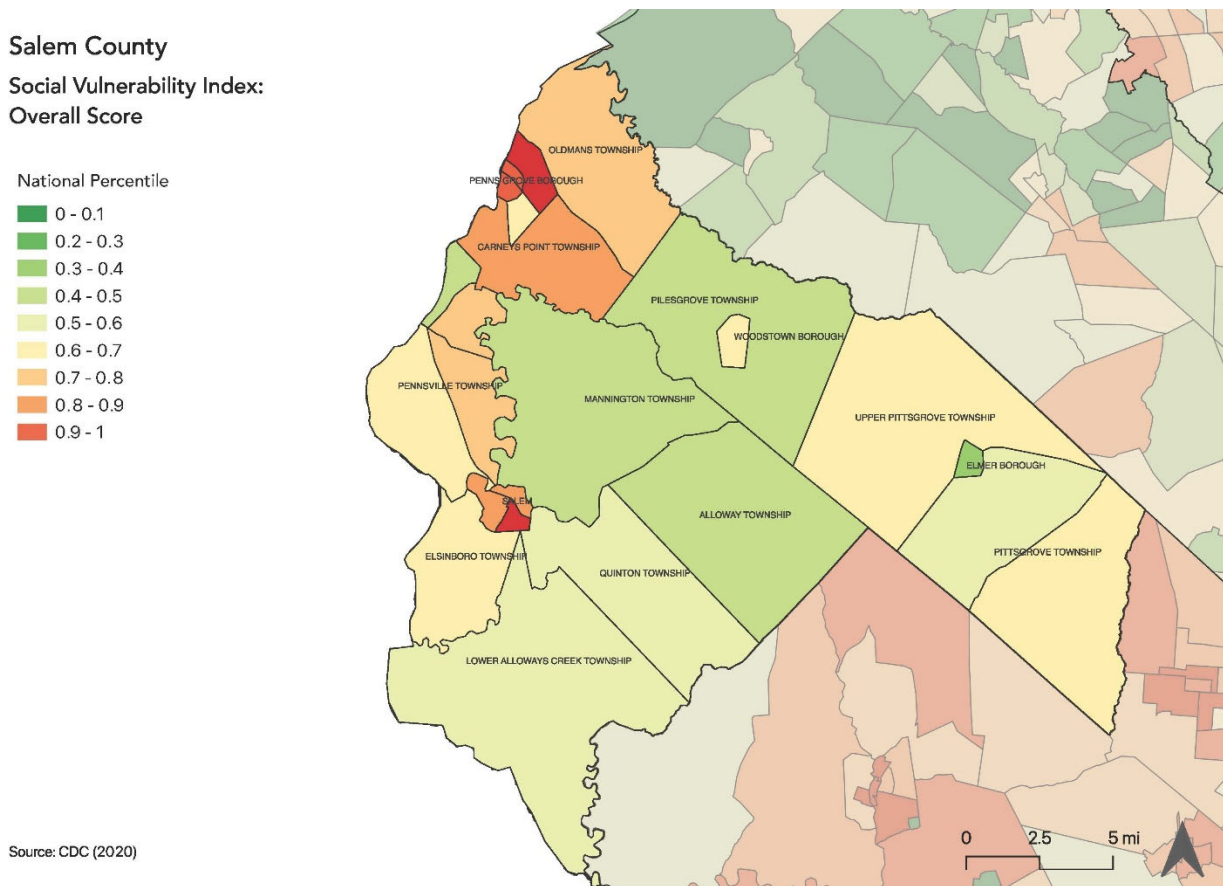 Salem County
Social Vulnerability Index:
Overall Score
National Percentile
0 - 0.1
0.2 - 0.3
0.3 - 0.4
0.4 - 0.5
0.5 - 0.6
0.6 - 0.7
0.7 - 0.8
0.8 - 0.9
0.9 - 1
OLDMANS TOWNSHIP
PENNS GROVE BOROUGH
CARNEYS POINT TOWNSHIP
PILESGROVE TOWNSHIP
WOODSTOWN BOROUGH
PENNSVILLE TOWNSHIP
MANNINGTON TOWNSHIP
UPPER PITTSGROVE TOWNSHIP
ELMER BOROUGH
SALEM
ALLOWAY TOWNSHIP
PITTSGROVE TOWNSHIP
ELSINBORO TOWNSHIP
QUINTON TOWNSHIP
LOWER ALLOWAYS CREEK TOWNSHIP
0 2.5 5 mi
Source: CDC (2020)